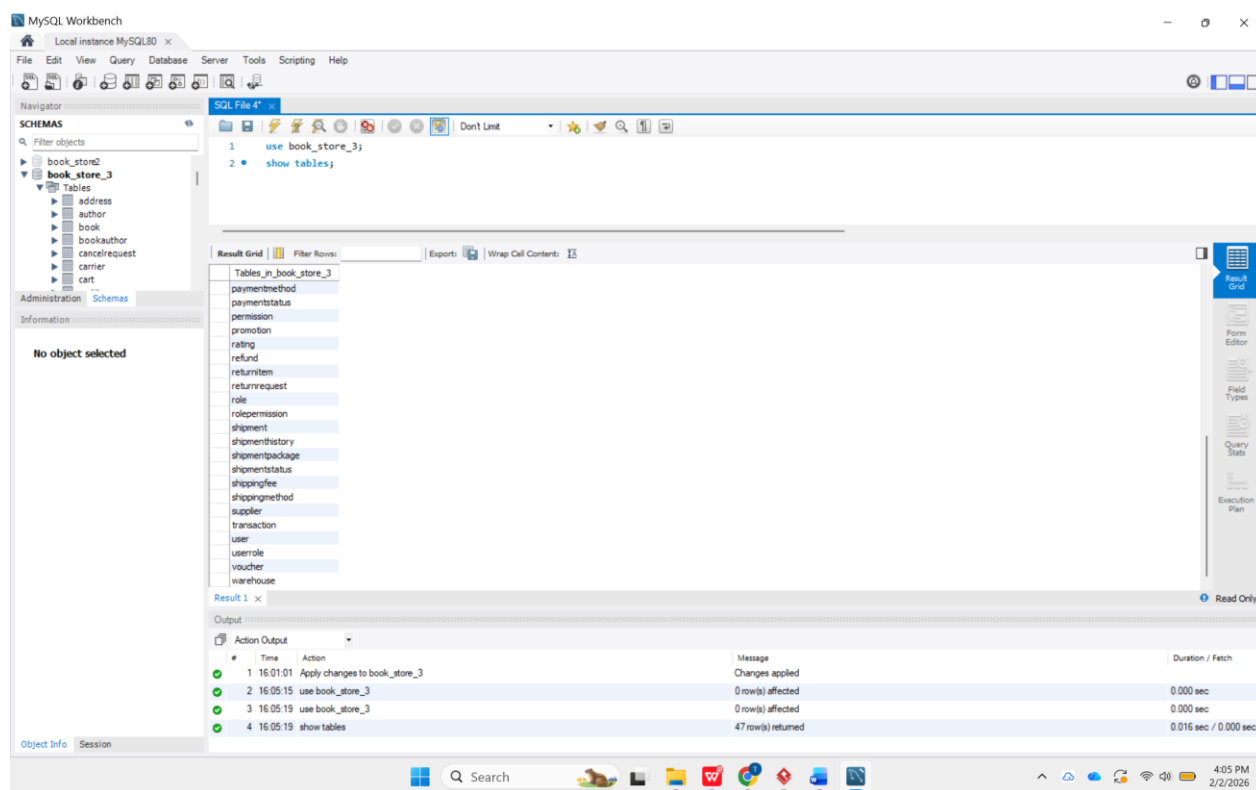 MySQL Workbench
Local instance MySQL80
File Edit View Query Database Server Tools Scripting Help
Navigator
SCHEMAS
Filter objects
book_store2
book_store_3
Tables
address
author
book
bookauthor
cancelrequest
carrier
cart
Administration Schemas
Information
No object selected
Object Info Session
SQL File 4*
Don't Limit
1 use book_store_3;
2 show tables;
Result Grid Filter Rows: Export: Wrap Cell Content:
Tables_in_book_store_3
paymentmethod
paymentstatus
permission
promotion
rating
refund
returnitem
returnrequest
role
rolepermission
shipment
shipmenthistory
shipmentpackage
shipmentstatus
shippingfee
shippingmethod
supplier
transaction
user
userrole
voucher
warehouse
Result Grid
Form Editor
Field Types
Query Stats
Execution Plan
Result 1
Read Only
Output
Action Output
# Time Action Message Duration / Fetch
1 16:01:01 Apply changes to book_store_3 Changes applied
2 16:05:15 use book_store_3 0 row(s) affected 0.000 sec
3 16:05:19 use book_store_3 0 row(s) affected 0.000 sec
4 16:05:19 show tables 47 row(s) returned 0.016 sec / 0.000 sec
Search
4:05 PM
2/2/2026